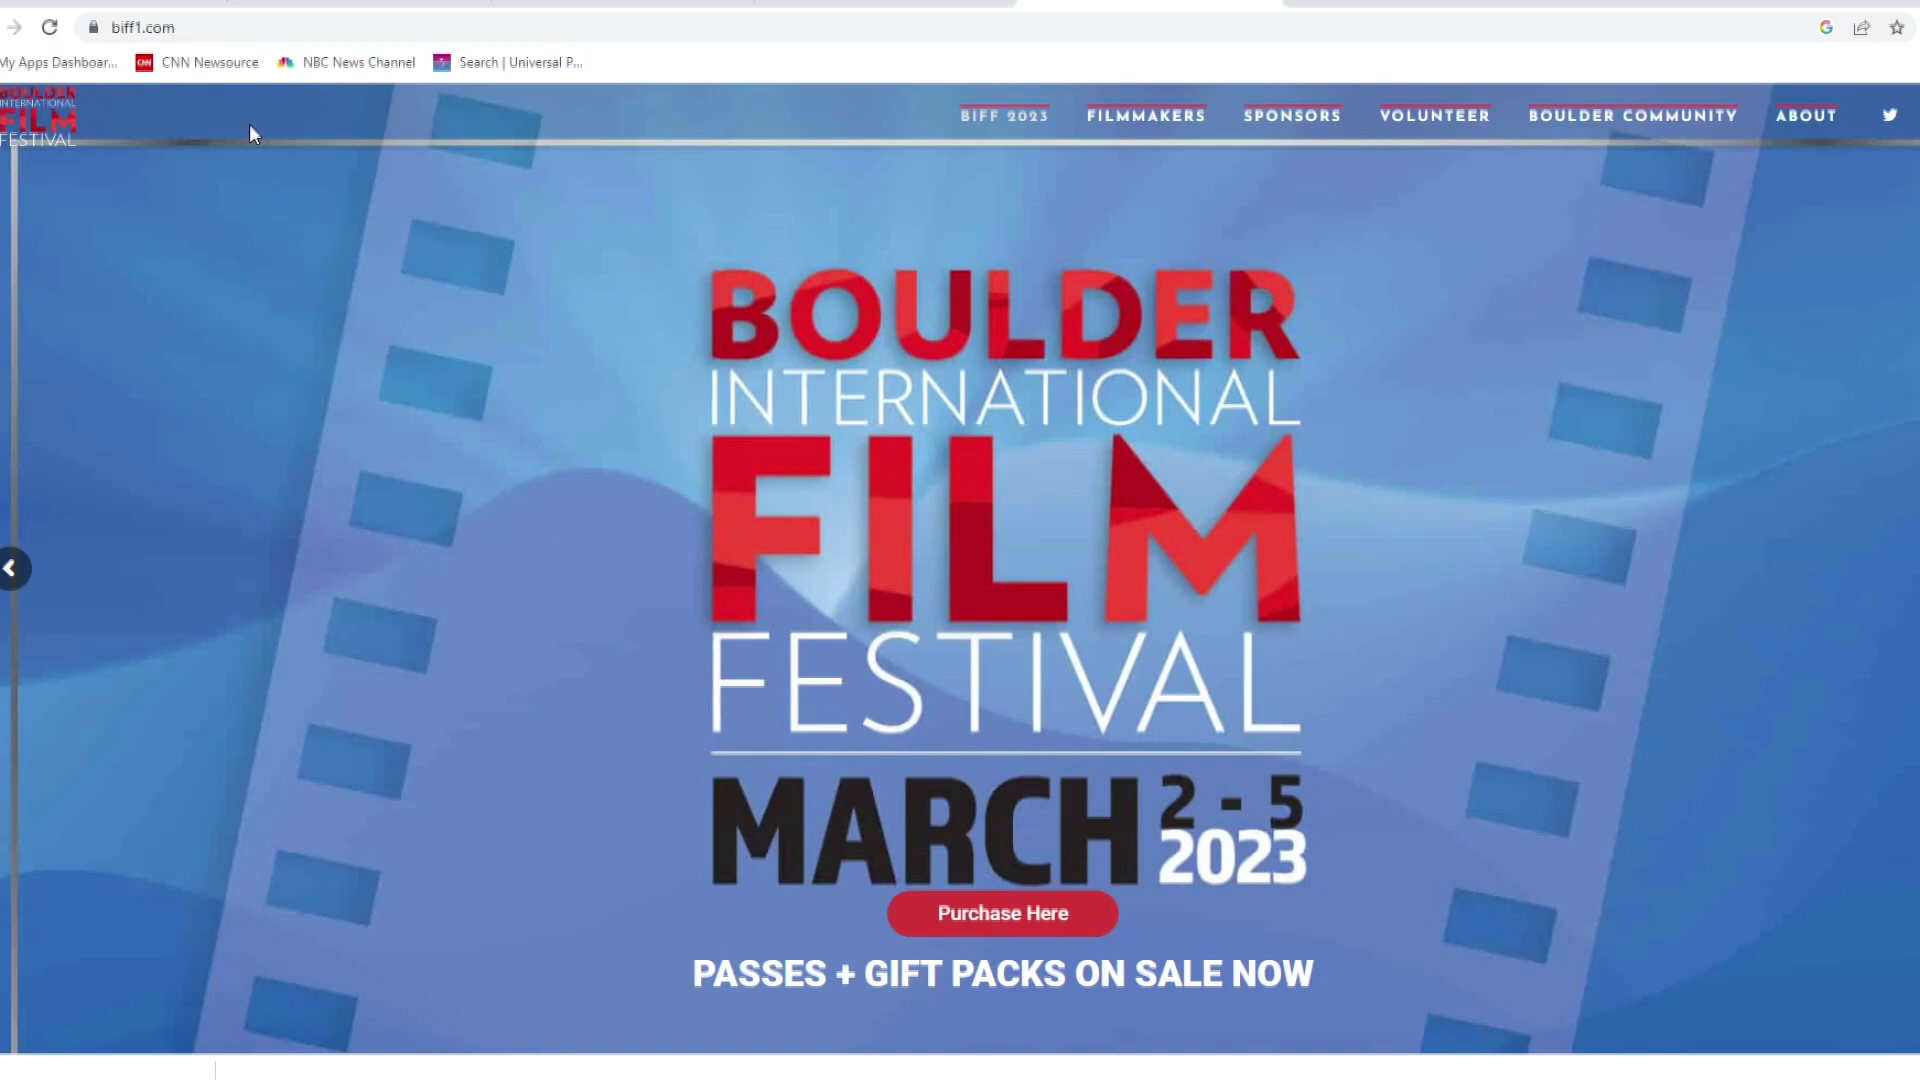 biff1.com
My Apps Dashboar...
CNN
CNN Newsource
NBC News Channel
Search | Universal P...
BOULDER
INTERNATIONAL
FILM
FESTIVAL
BIFF 2023
FILMMAKERS
SPONSORS
VOLUNTEER
BOULDER COMMUNITY
ABOUT
BOULDER
INTERNATIONAL
FILM
FESTIVAL
MARCH 2 - 5
2023
Purchase Here
PASSES + GIFT PACKS ON SALE NOW